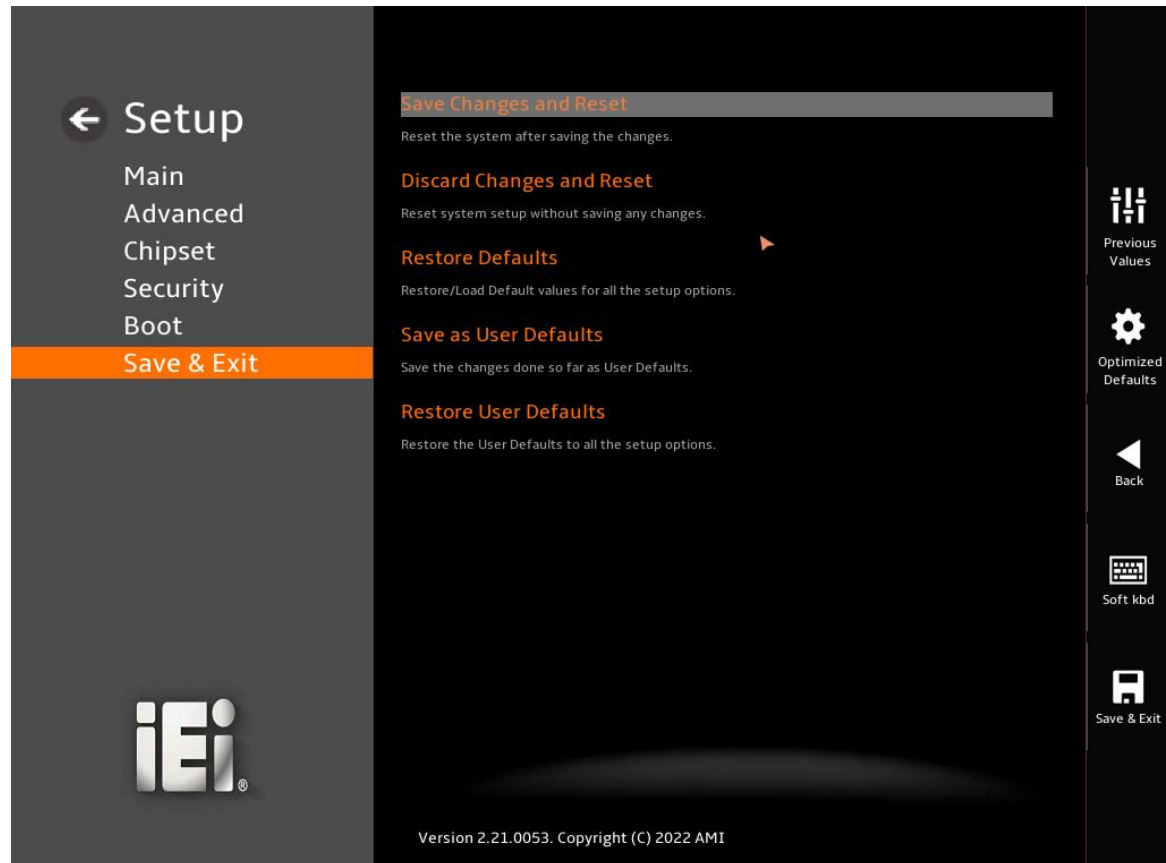 Setup
Main
Advanced
Chipset
Security
Boot
Save & Exit
iEi®
Save Changes and Reset
Reset the system after saving the changes.
Discard Changes and Reset
Reset system setup without saving any changes.
Restore Defaults
Restore/Load Default values for all the setup options.
Save as User Defaults
Save the changes done so far as User Defaults.
Restore User Defaults
Restore the User Defaults to all the setup options.
Version 2.21.0053. Copyright (C) 2022 AMI
Previous
Values
Optimized
Defaults
Back
Soft kbd
Save & Exit